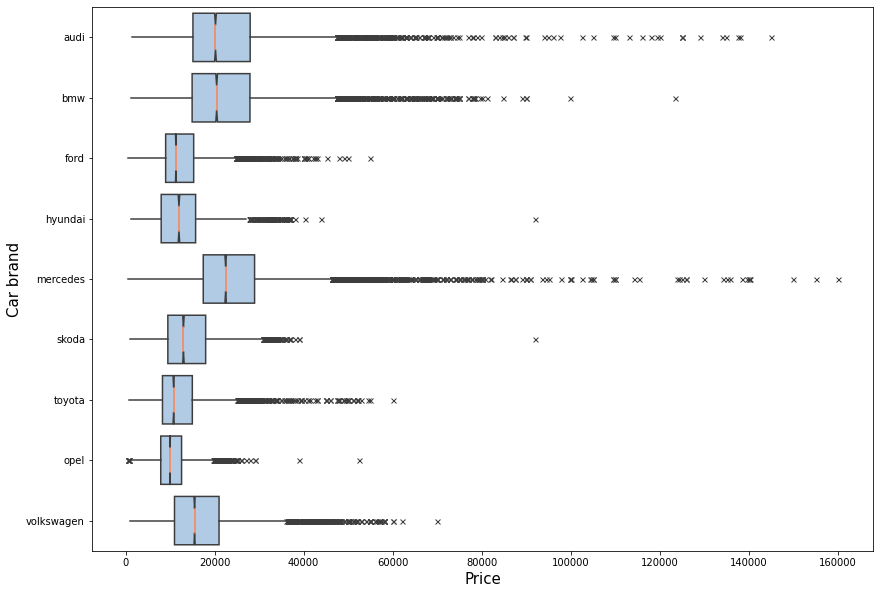 audi
bmw
ford
hyundai
mercedes
skoda
toyota
opel
volkswagen
Car brand
0 20000 40000 60000 80000 100000 120000 140000 160000
Price